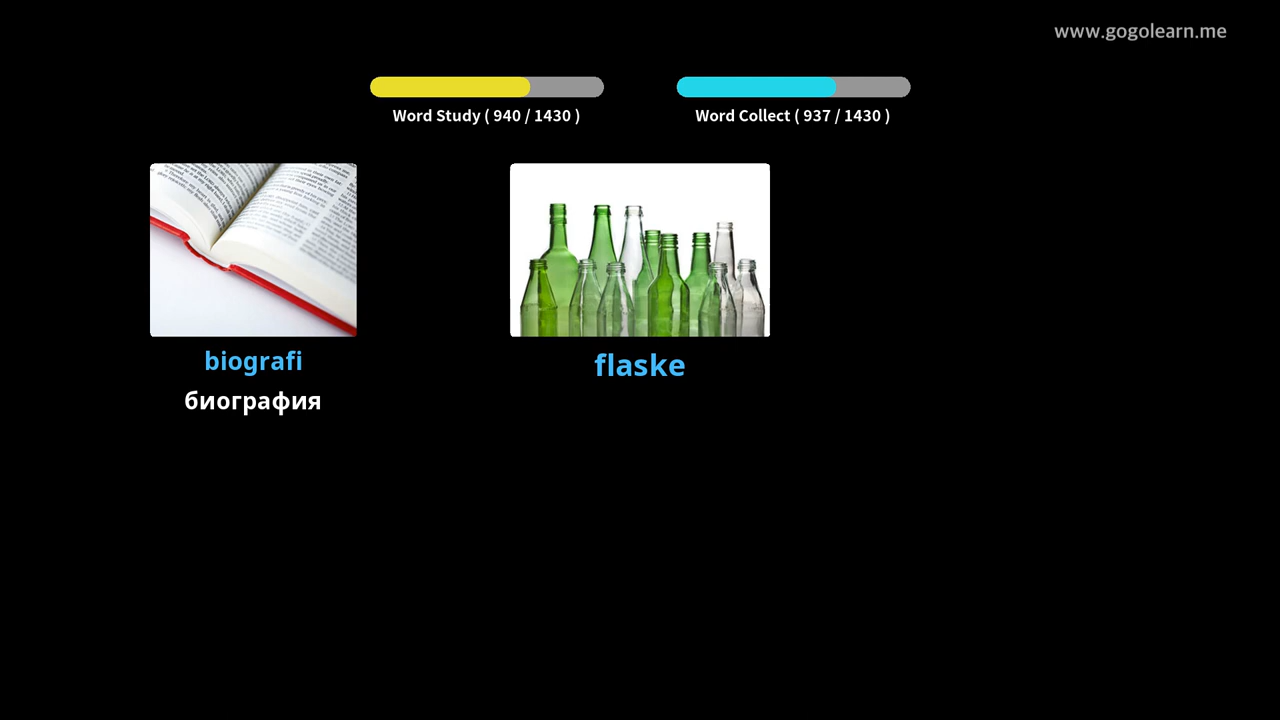 www.gogolearn.me
Word Study ( 940 / 1430 )
Word Collect ( 937 / 1430 )
biografi
биография
flaske